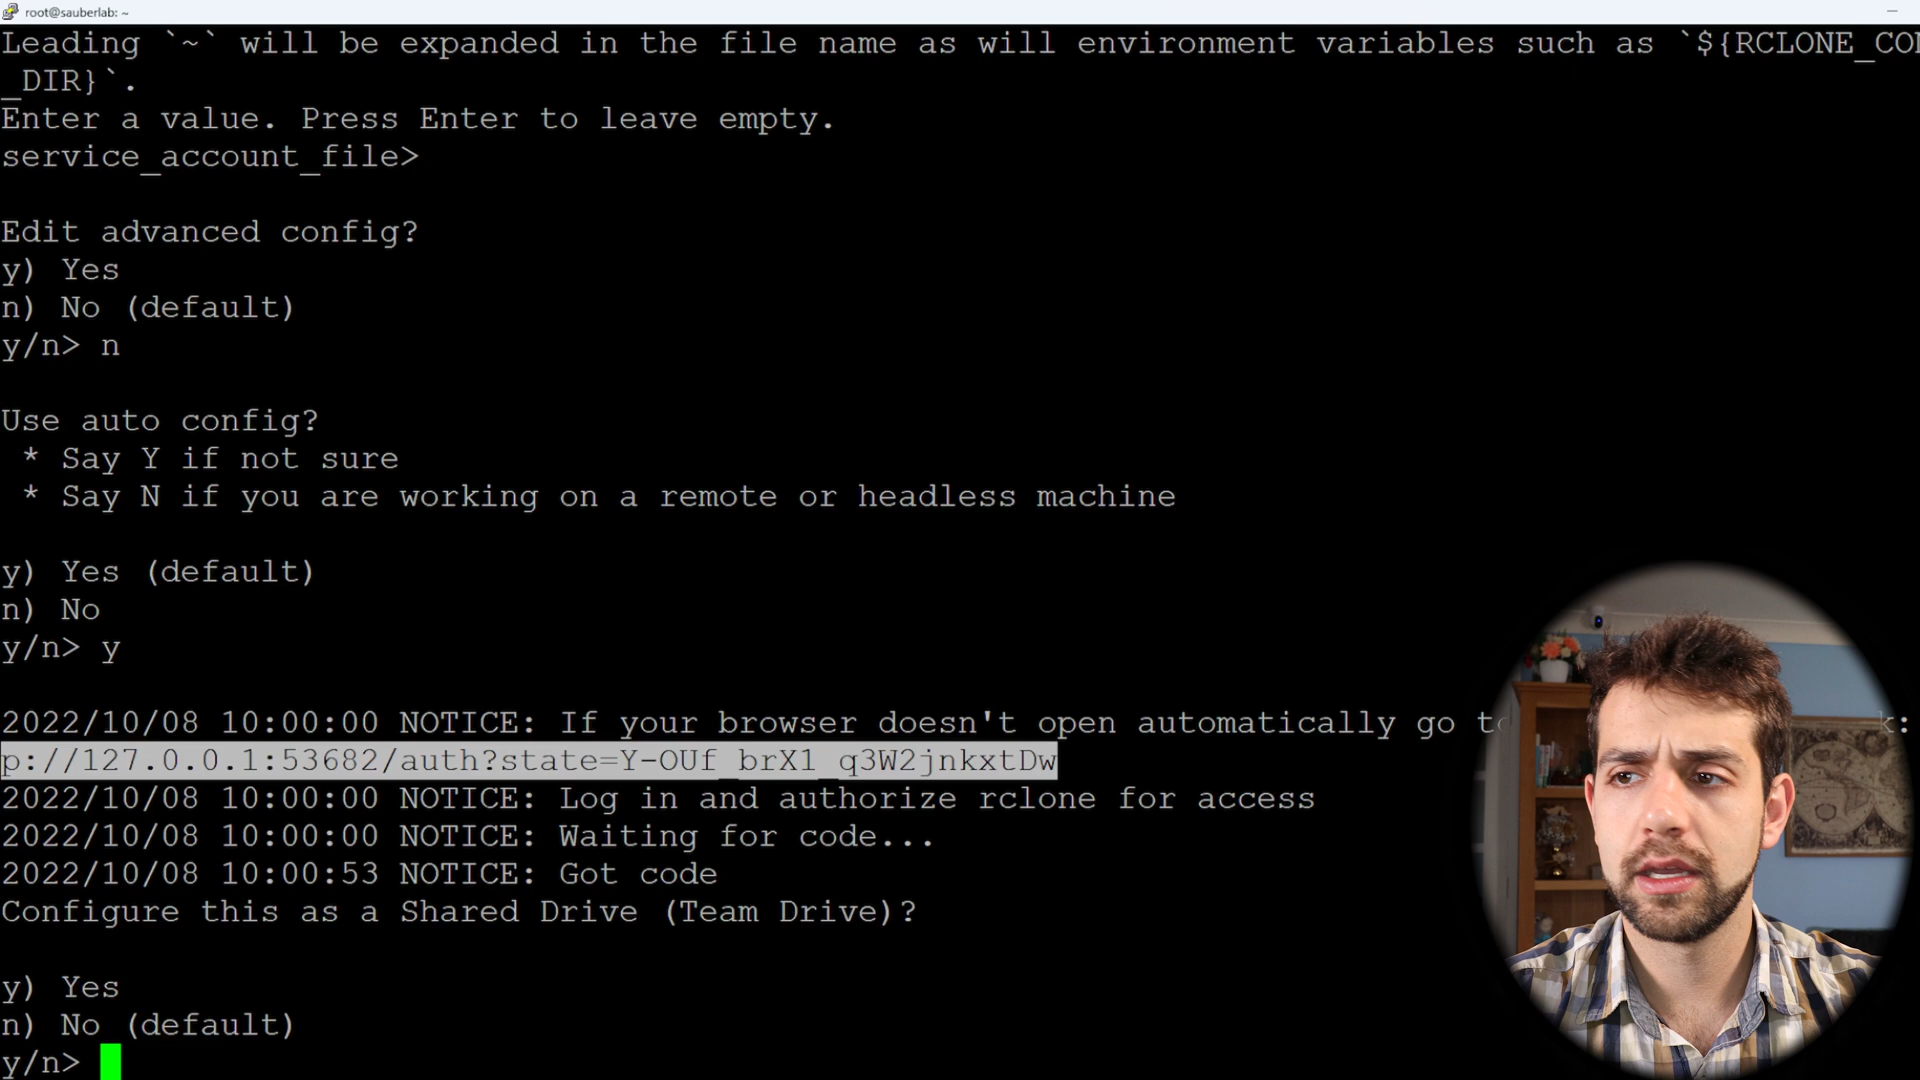 root@sauberlab: ~
Leading `~` will be expanded in the file name as will environment variables such as `${RCLONE_CON
_DIR}`.
Enter a value. Press Enter to leave empty.
service_account_file>
Edit advanced config?
y) Yes
n) No (default)
y/n> n
Use auto config?
* Say Y if not sure
* Say N if you are working on a remote or headless machine
y) Yes (default)
n) No
y/n> y
2022/10/08 10:00:00 NOTICE: If your browser doesn't open automatically go to k:
p://127.0.0.1:53682/auth?state=Y-OUf_brX1_q3W2jnkxtDw
2022/10/08 10:00:00 NOTICE: Log in and authorize rclone for access
2022/10/08 10:00:00 NOTICE: Waiting for code...
2022/10/08 10:00:53 NOTICE: Got code
Configure this as a Shared Drive (Team Drive)?
y) Yes
n) No (default)
y/n>